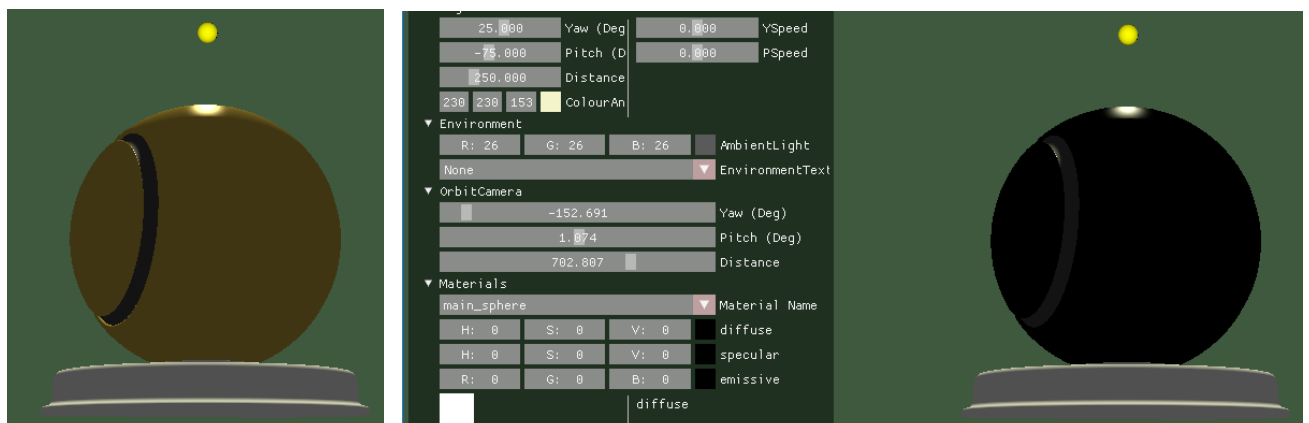 25.000 Yaw (Deg 0.000 YSpeed
-75.000 Pitch (D 0.000 PSpeed
250.000 Distance
230 230 153 ColourAn
▼ Environment
R: 26 G: 26 B: 26 AmbientLight
None ▼ EnvironmentText
▼ OrbitCamera
-152.691 Yaw (Deg)
1.074 Pitch (Deg)
702.807 Distance
▼ Materials
main_sphere ▼ Material Name
H: 0 S: 0 V: 0 diffuse
H: 0 S: 0 V: 0 specular
R: 0 G: 0 B: 0 emissive
diffuse